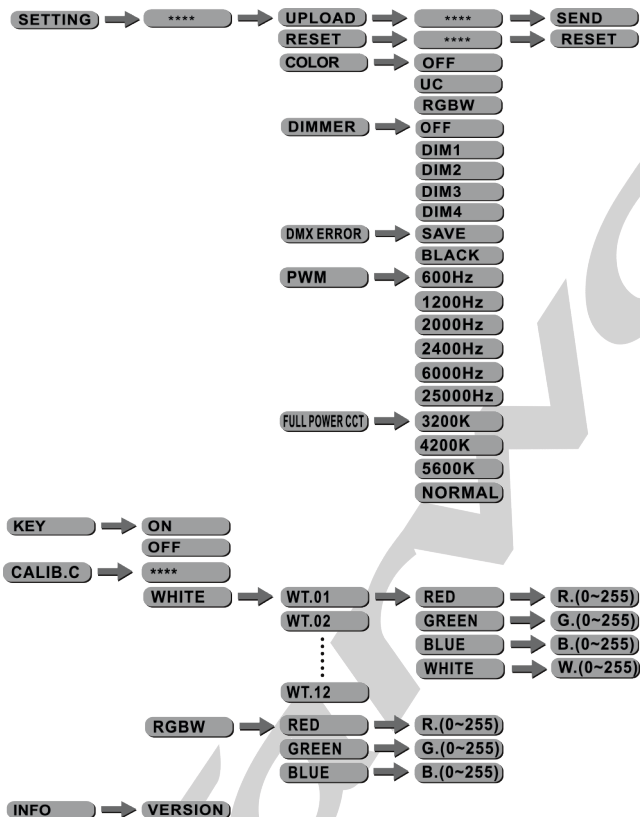 SETTING **** UPLOAD **** SEND
RESET **** RESET
COLOR OFF
UC
RGBW
DIMMER OFF
DIM1
DIM2
DIM3
DIM4
DMX ERROR SAVE
BLACK
PWM 600Hz
1200Hz
2000Hz
2400Hz
6000Hz
25000Hz
FULL POWER CCT 3200K
4200K
5600K
NORMAL
KEY ON
OFF
CALIB.C ****
WHITE WT.01 RED R.(0~255)
WT.02 GREEN G.(0~255)
BLUE B.(0~255)
WHITE W.(0~255)
WT.12
RGBW RED R.(0~255)
GREEN G.(0~255)
BLUE B.(0~255)
INFO VERSION